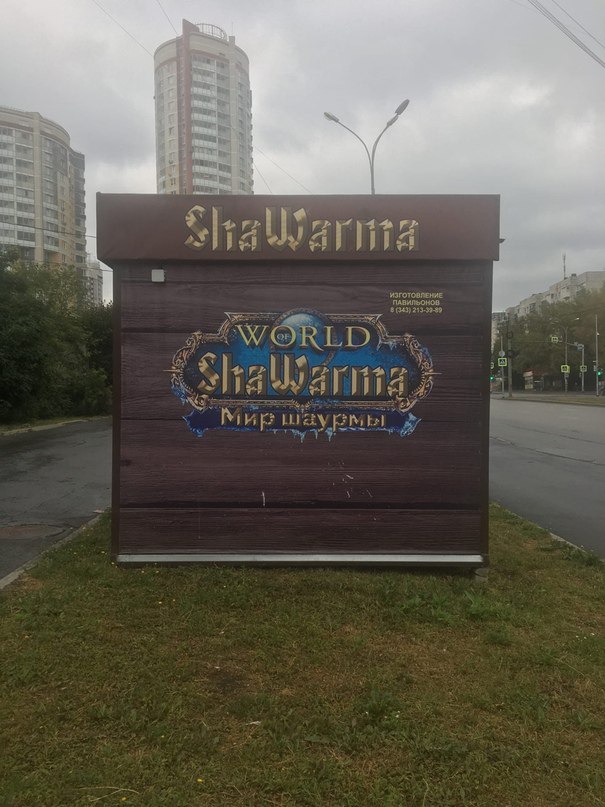 ShaWarma
ИЗГОТОВЛЕНИЕ
ПАВИЛЬОНОВ
8 (343) 213-39-89
WORLD
OF
ShaWarma
Мир шаурмы